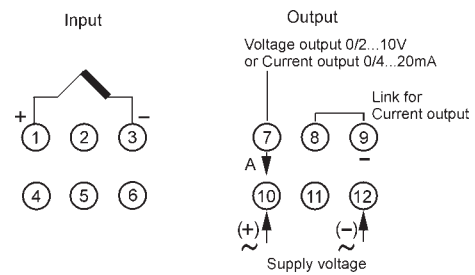 Input
Output
Voltage output 0/2...10V
or Current output 0/4...20mA
Link for
Current output
+ −
1 2 3
7 8 9
−
A
4 5 6
10 11 12
(+) (−)
~ ~
Supply voltage